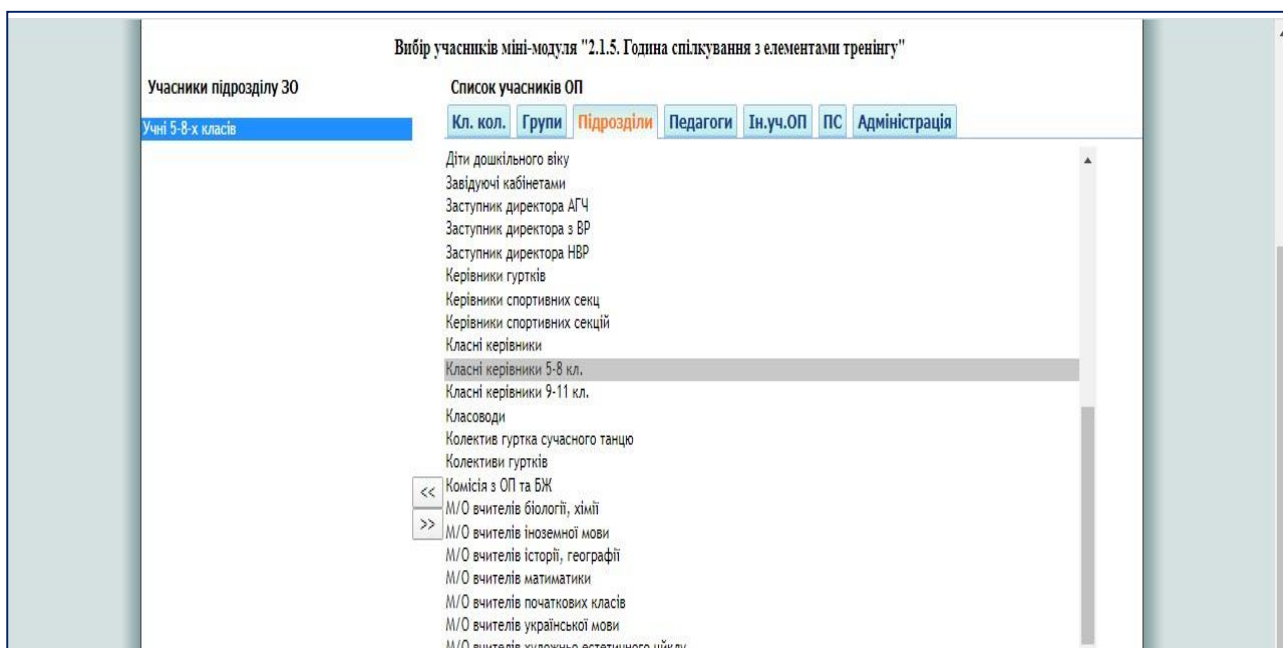 Вибір учасників міні-модуля "2.1.5. Година спілкування з елементами тренінгу"
Учасники підрозділу ЗО
Список учасників ОП
Учні 5-8-х класів
Кл. кол. Групи Підрозділи Педагоги Ін.уч.ОП ПС Адміністрація
Діти дошкільного віку
Завідуючі кабінетами
Заступник директора АГЧ
Заступник директора з ВР
Заступник директора НВР
Керівники гуртків
Керівники спортивних секц
Керівники спортивних секцій
Класні керівники
Класні керівники 5-8 кл.
Класні керівники 9-11 кл.
Класоводи
Колектив гуртка сучасного танцю
Колективи гуртків
<<
Комісія з ОП та БЖ
М/О вчителів біології, хімії
>>
М/О вчителів іноземної мови
М/О вчителів історії, географії
М/О вчителів матиматики
М/О вчителів початкових класів
М/О вчителів української мови
М/О вчителів художньо естетичного циклу